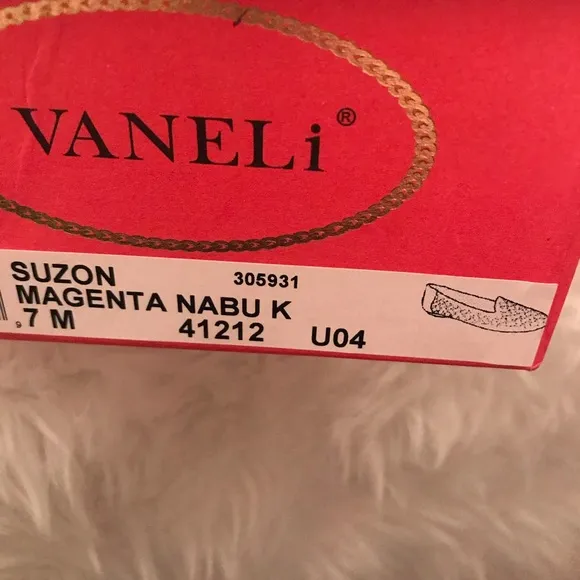 VANELi®
SUZON 305931
MAGENTA NABU K
7 M 41212 U04